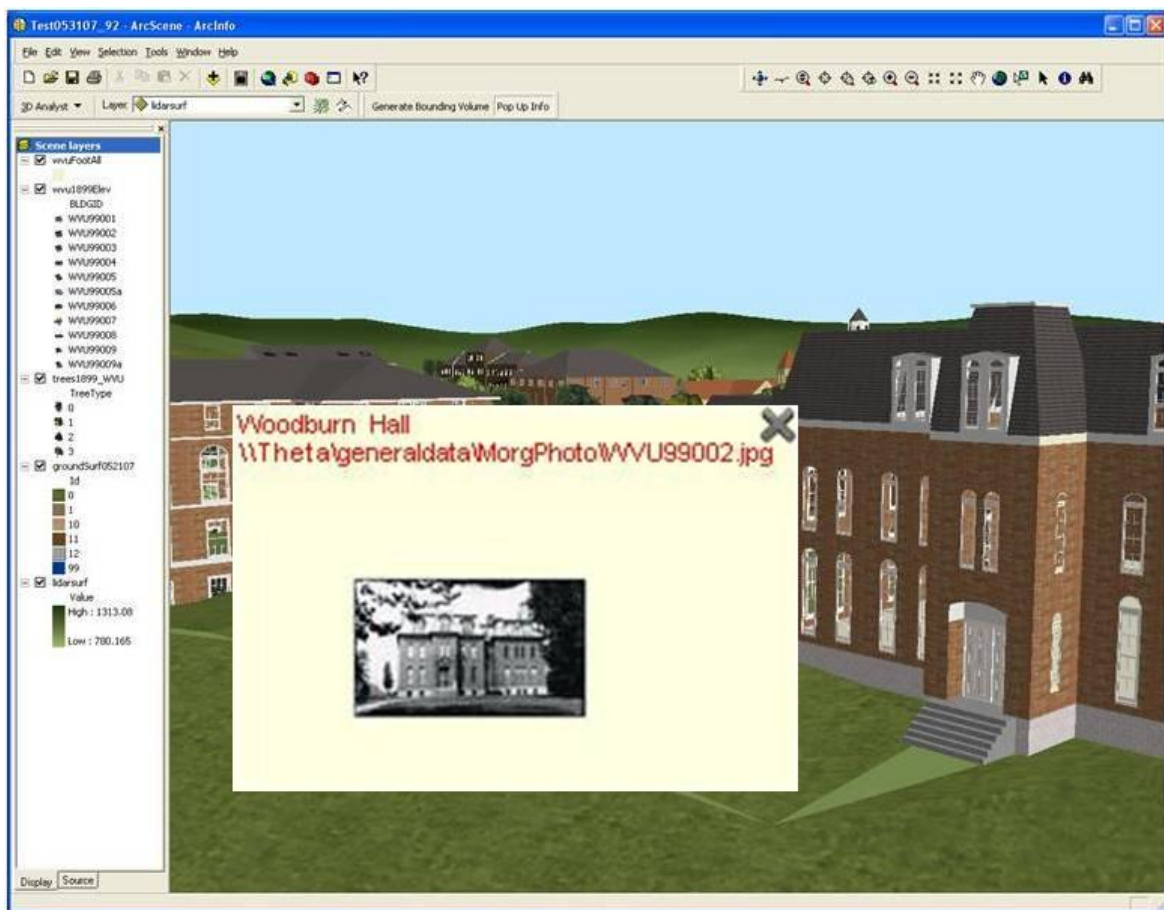 Test053107_92 - ArcScene - ArcInfo
File Edit View Selection Tools Window Help
3D Analyst Layer: lidarsurf Generate Bounding Volume Pop Up Info
Scene layers
wvuFootAll
wvu1899Elev
BLDGID
WVU99001
WVU99002
WVU99003
WVU99004
WVU99005
WVU99005a
WVU99006
WVU99007
WVU99008
WVU99009
WVU99009a
trees1899_WVU
TreeType
0
1
2
3
groundSurf052107
Id
0
1
10
11
12
99
lidarsurf
Value
High : 1313.08
Low : 780.165
Woodburn Hall
\\Theta\generaldata\MorgPhoto\WVU99002.jpg
Display Source